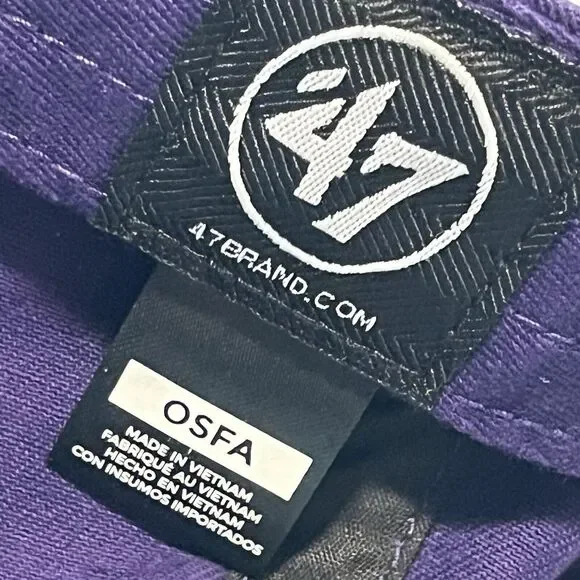 '47
47BRAND.COM
OSFA
MADE IN VIETNAM
FABRIQUÉ AU VIETNAM
HECHO EN VIETNAM
CON INSUMOS IMPORTADOS